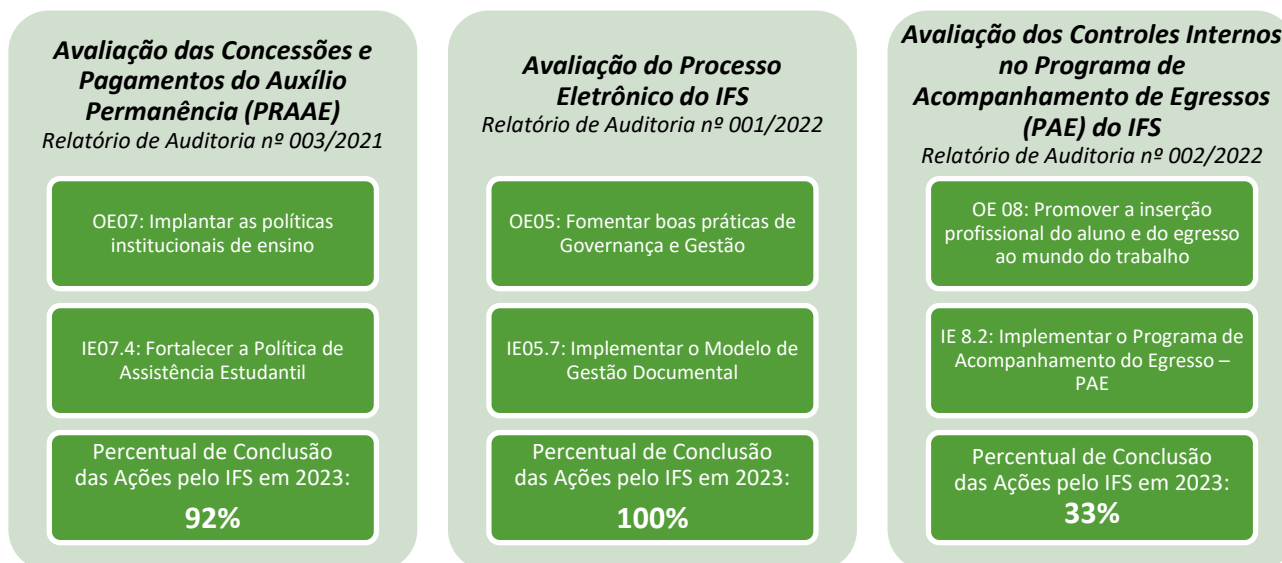 Avaliação das Concessões e
Pagamentos do Auxílio
Permanência (PRAAE)
Relatório de Auditoria nº 003/2021
OE07: Implantar as políticas
institucionais de ensino
IE07.4: Fortalecer a Política de
Assistência Estudantil
Percentual de Conclusão
das Ações pelo IFS em 2023:
92%
Avaliação do Processo
Eletrônico do IFS
Relatório de Auditoria nº 001/2022
OE05: Fomentar boas práticas de
Governança e Gestão
IE05.7: Implementar o Modelo de
Gestão Documental
Percentual de Conclusão
das Ações pelo IFS em 2023:
100%
Avaliação dos Controles Internos
no Programa de
Acompanhamento de Egressos
(PAE) do IFS
Relatório de Auditoria nº 002/2022
OE 08: Promover a inserção
profissional do aluno e do egresso
ao mundo do trabalho
IE 8.2: Implementar o Programa de
Acompanhamento do Egresso –
PAE
Percentual de Conclusão
das Ações pelo IFS em 2023:
33%